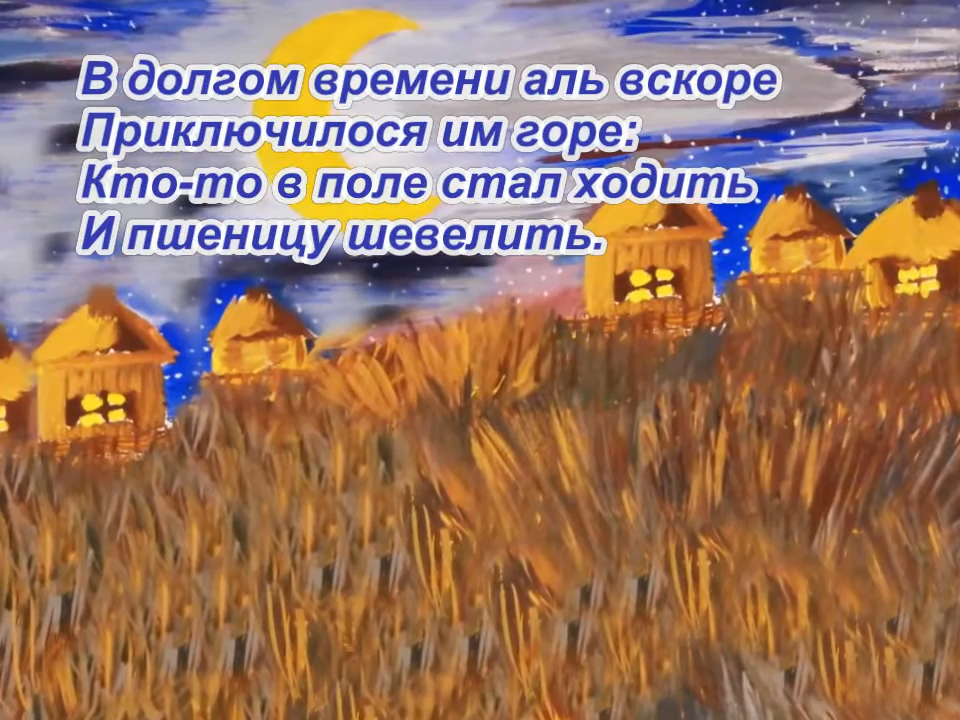 В долгом времени аль вскоре
Приключилося им горе:
Кто-то в поле стал ходить
И пшеницу шевелить.